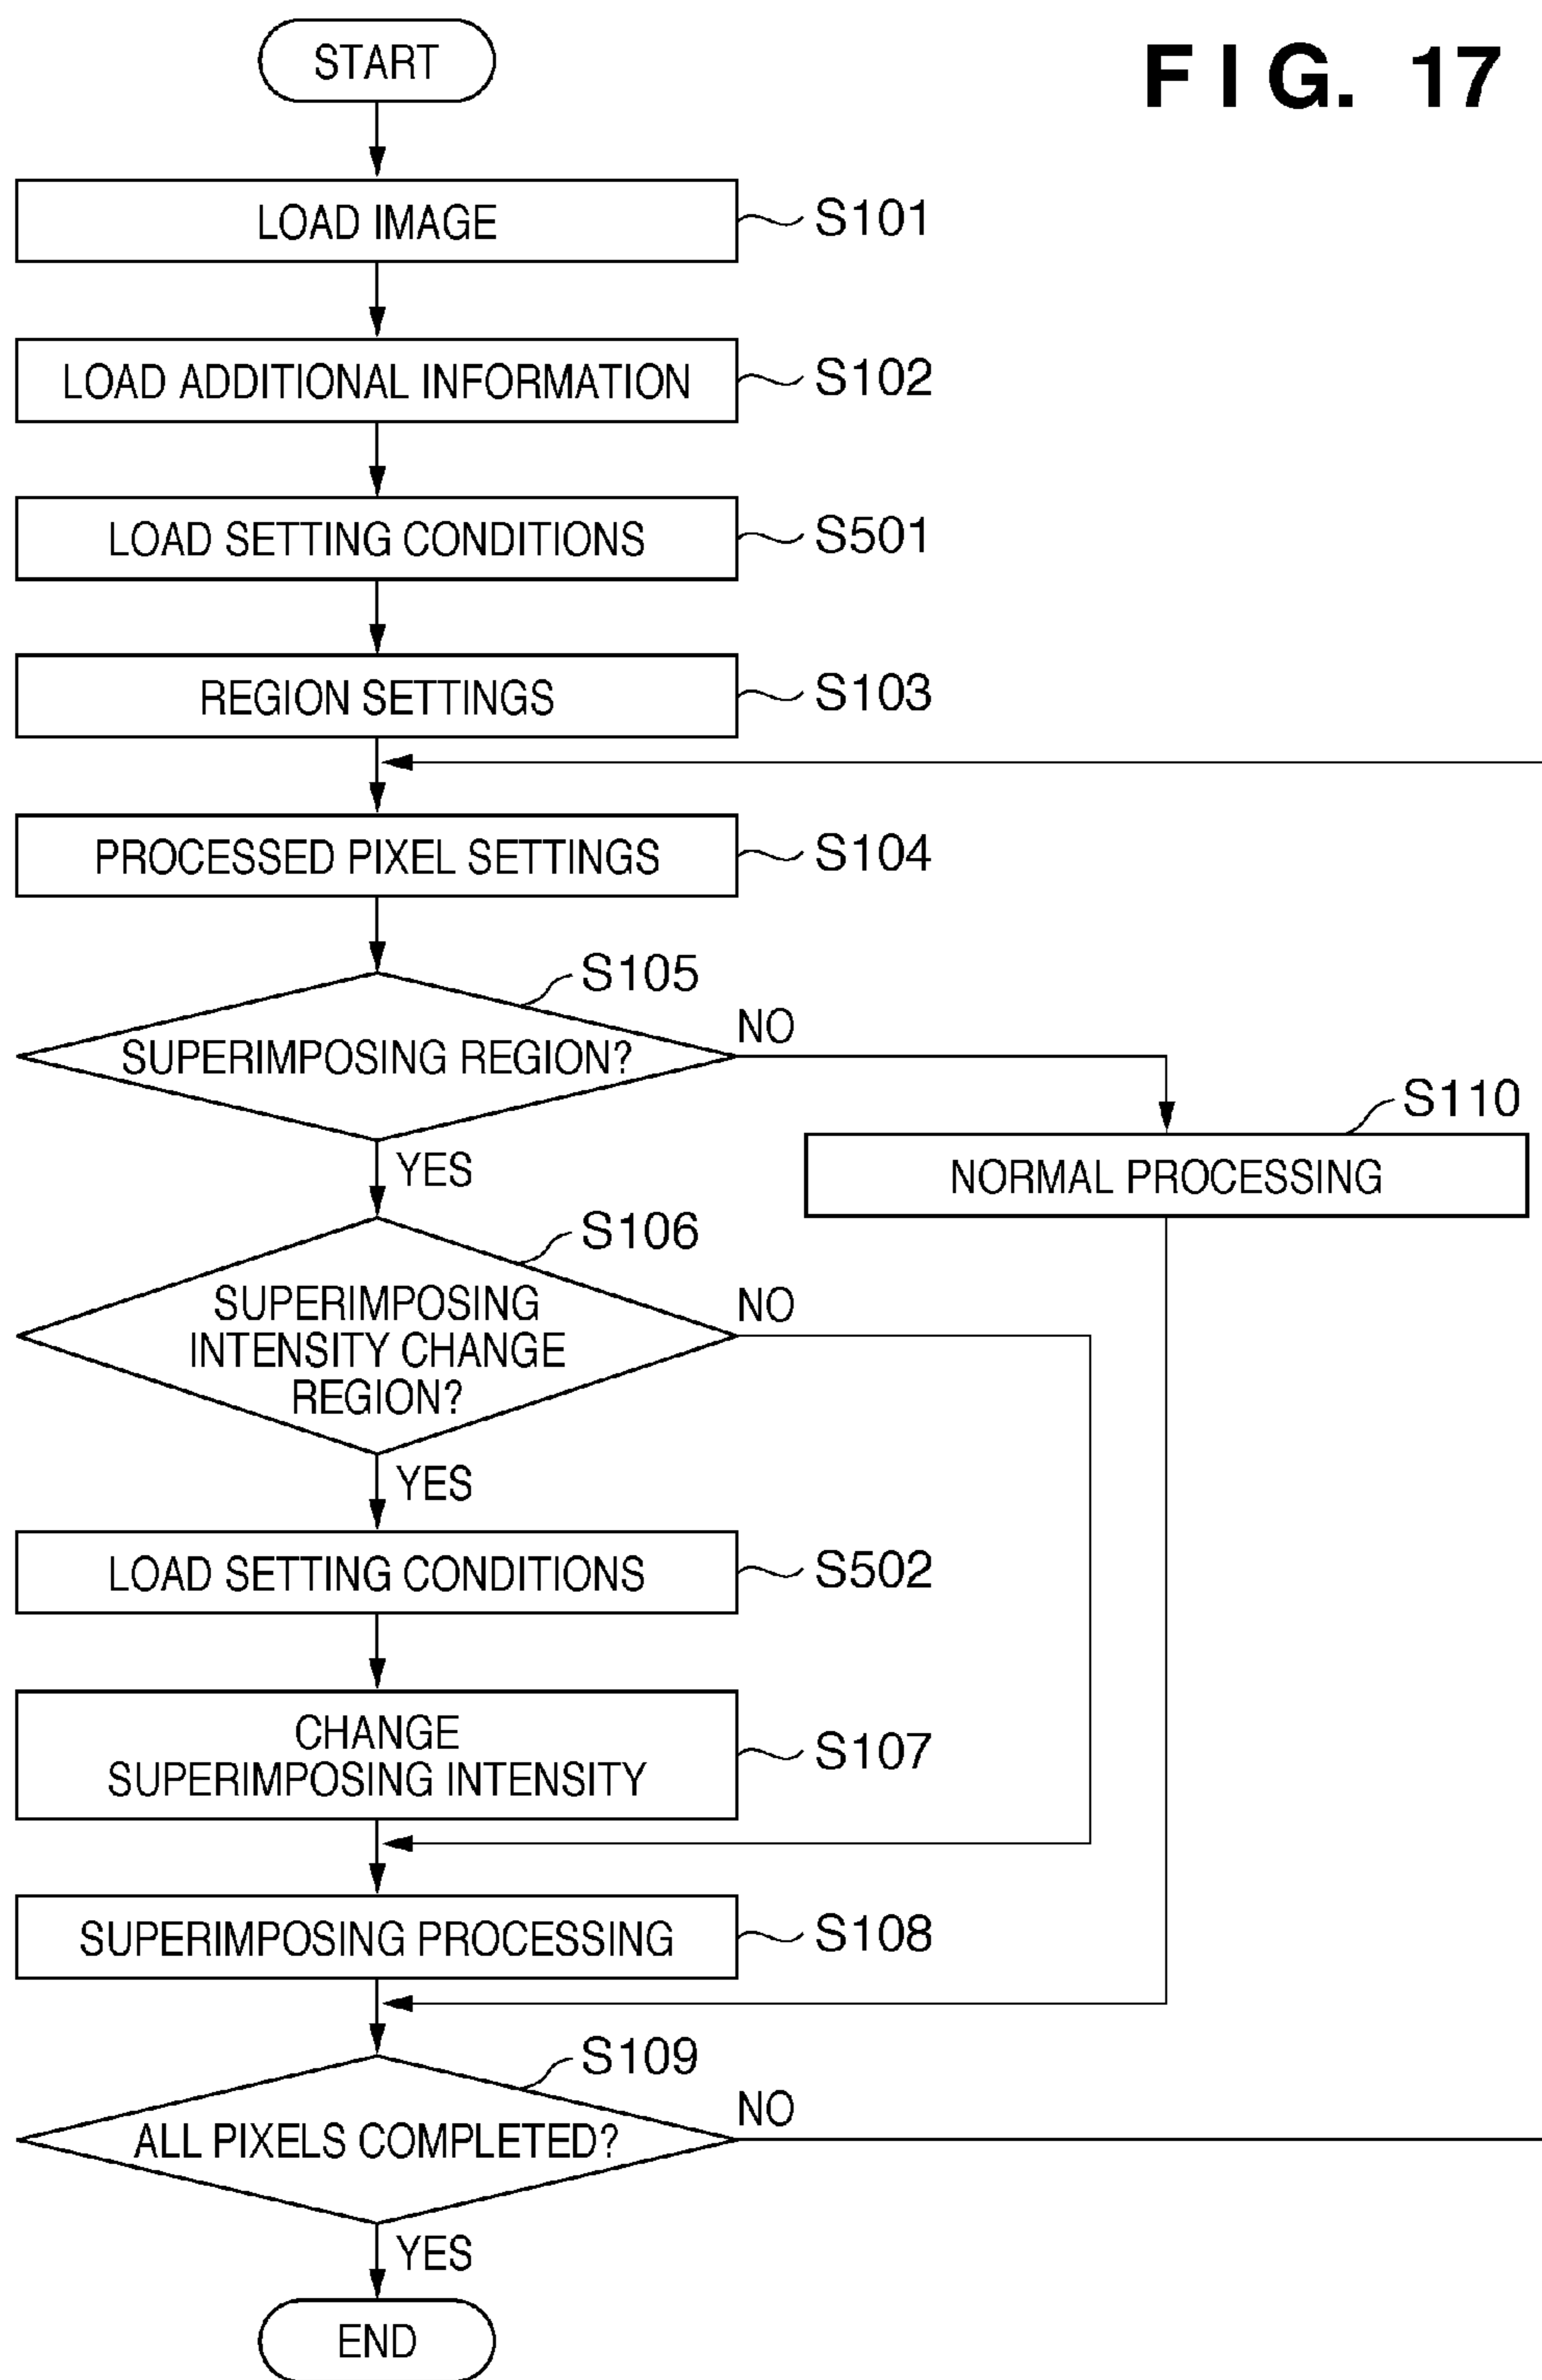 FIG. 17
START
LOAD IMAGE
S101
LOAD ADDITIONAL INFORMATION
S102
LOAD SETTING CONDITIONS
S501
REGION SETTINGS
S103
PROCESSED PIXEL SETTINGS
S104
S105
SUPERIMPOSING REGION?
NO
S110
NORMAL PROCESSING
YES
S106
SUPERIMPOSING
INTENSITY CHANGE
REGION?
NO
YES
LOAD SETTING CONDITIONS
S502
CHANGE
SUPERIMPOSING INTENSITY
S107
SUPERIMPOSING PROCESSING
S108
S109
ALL PIXELS COMPLETED?
NO
YES
END